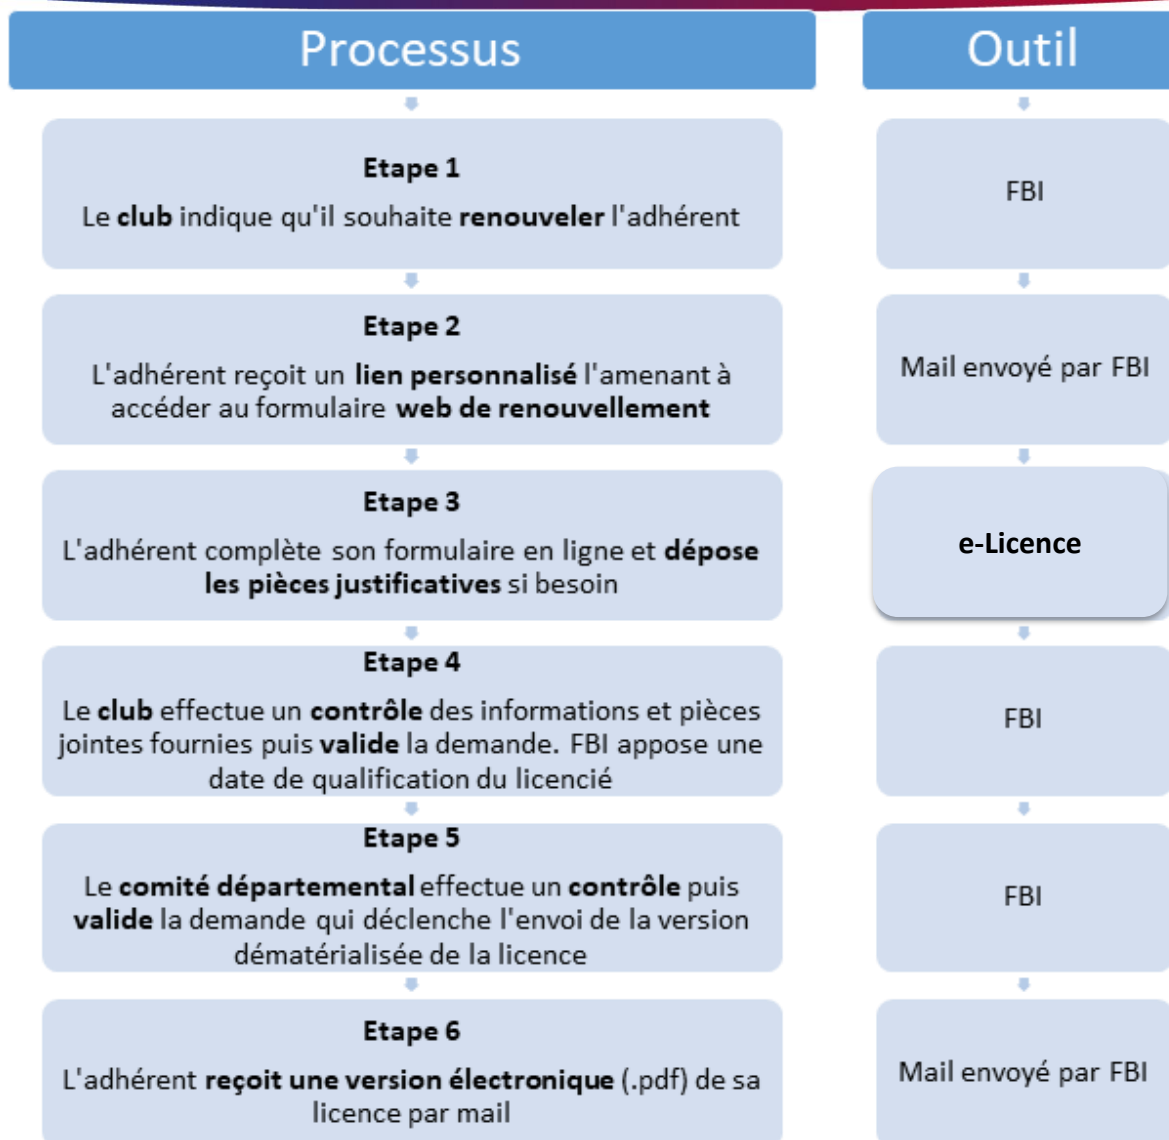 Processus
Outil
Etape 1
Le club indique qu'il souhaite renouveler l'adhérent
FBI
Etape 2
L'adhérent reçoit un lien personnalisé l'amenant à
accéder au formulaire web de renouvellement
Mail envoyé par FBI
Etape 3
L'adhérent complète son formulaire en ligne et dépose
les pièces justificatives si besoin
e-Licence
Etape 4
Le club effectue un contrôle des informations et pièces
jointes fournies puis valide la demande. FBI appose une
date de qualification du licencié
FBI
Etape 5
Le comité départemental effectue un contrôle puis
valide la demande qui déclenche l'envoi de la version
dématérialisée de la licence
FBI
Etape 6
L'adhérent reçoit une version électronique (.pdf) de sa
licence par mail
Mail envoyé par FBI